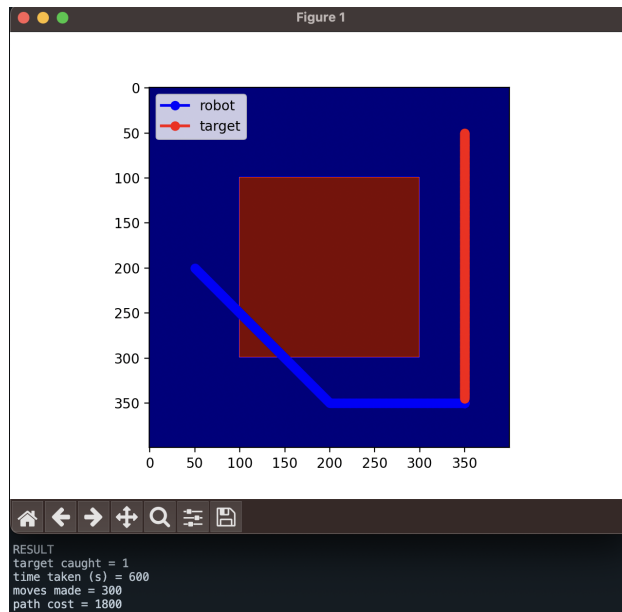 Figure 1
robot
target
0
50
100
150
200
250
300
350
0 50 100 150 200 250 300 350
RESULT
target caught = 1
time taken (s) = 600
moves made = 300
path cost = 1800